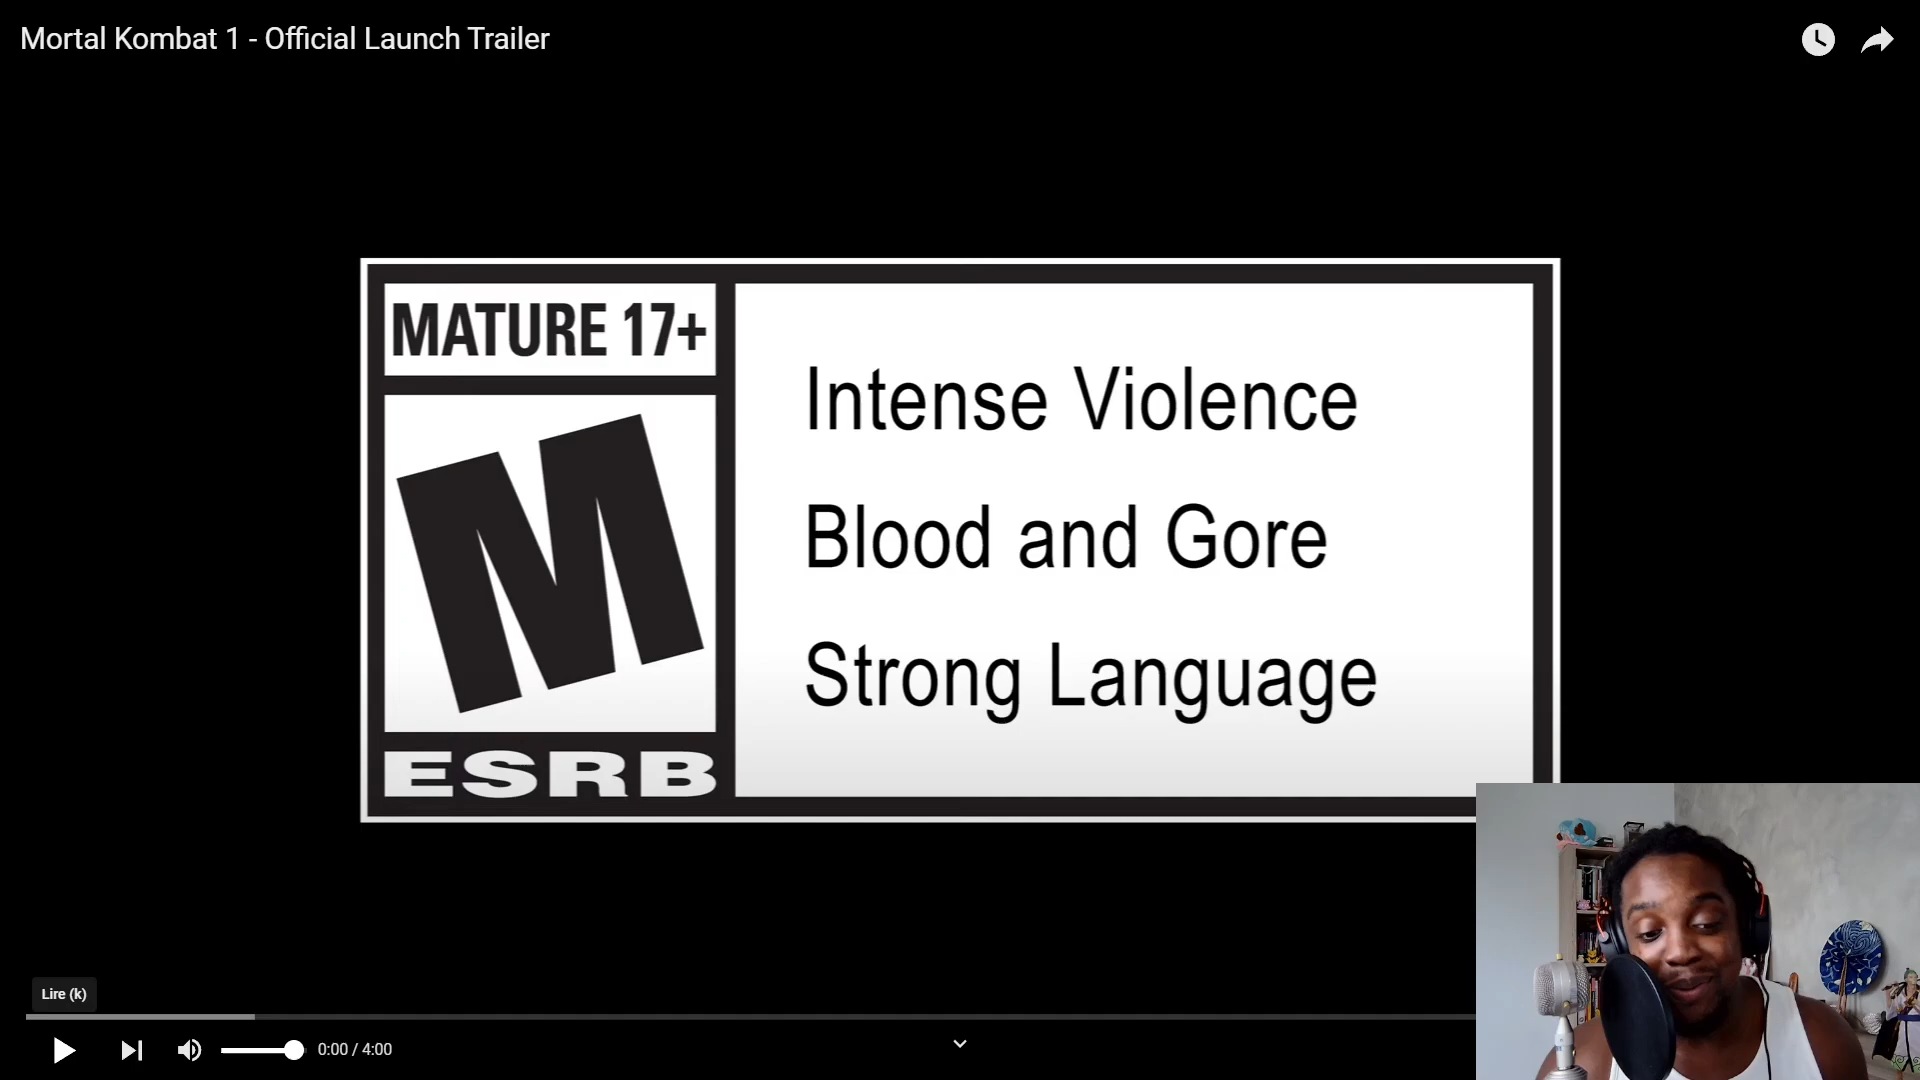 Mortal Kombat 1 - Official Launch Trailer
MATURE 17+
M
ESRB
Intense Violence
Blood and Gore
Strong Language
Lire (k)
0:00 / 4:00